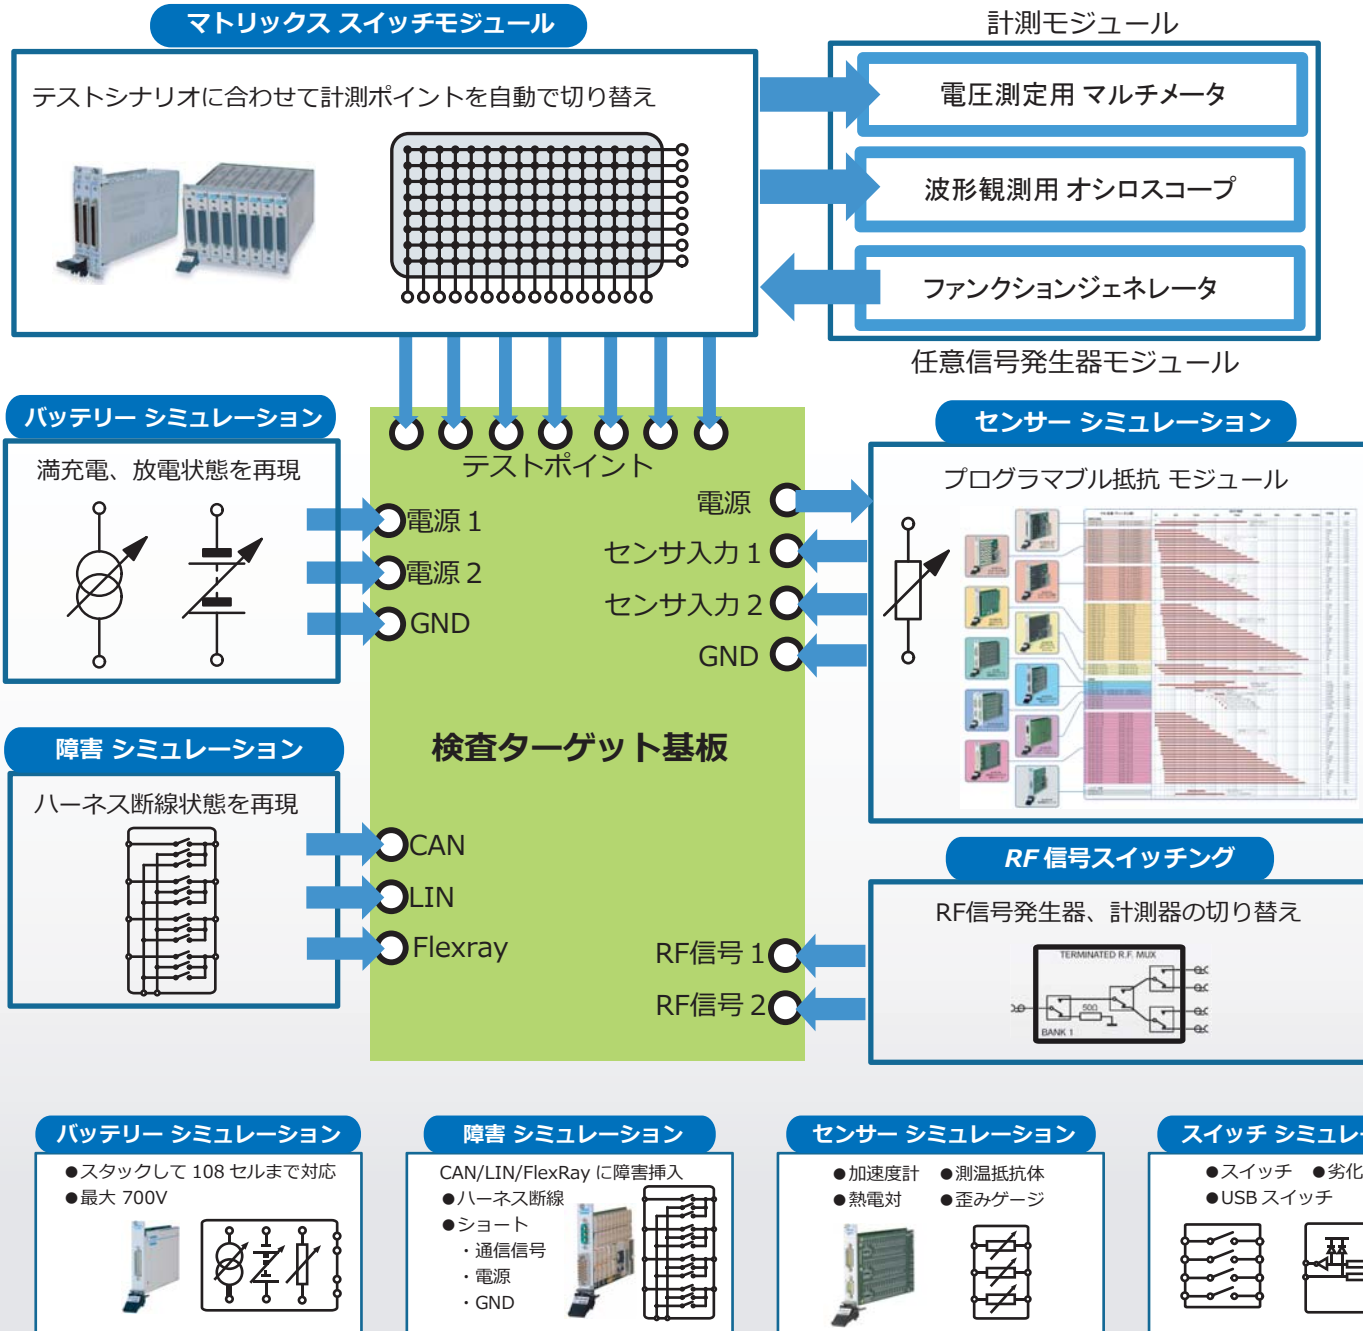 マトリックス スイッチモジュール
テストシナリオに合わせて計測ポイントを自動で切り替え
計測モジュール
電圧測定用 マルチメータ
波形観測用 オシロスコープ
ファンクションジェネレータ
任意信号発生器モジュール
バッテリー シミュレーション
満充電、放電状態を再現
センサー シミュレーション
プログラマブル抵抗 モジュール
テストポイント
電源 1
電源 2
GND
電源
センサ入力 1
センサ入力 2
GND
検査ターゲット基板
障害 シミュレーション
ハーネス断線状態を再現
CAN
LIN
Flexray
RF信号 1
RF信号 2
RF 信号スイッチング
RF信号発生器、計測器の切り替え
TERMINATED R.F. MUX
50Ω
BANK 1
バッテリー シミュレーション
●スタックして 108 セルまで対応
●最大 700V
障害 シミュレーション
CAN/LIN/FlexRay に障害挿入
●ハーネス断線
●ショート
・通信信号
・電源
・GND
センサー シミュレーション
●加速度計 ●測温抵抗体
●熱電対 ●歪みゲージ
スイッチ シミュレー
●スイッチ ●劣化
●USB スイッチ